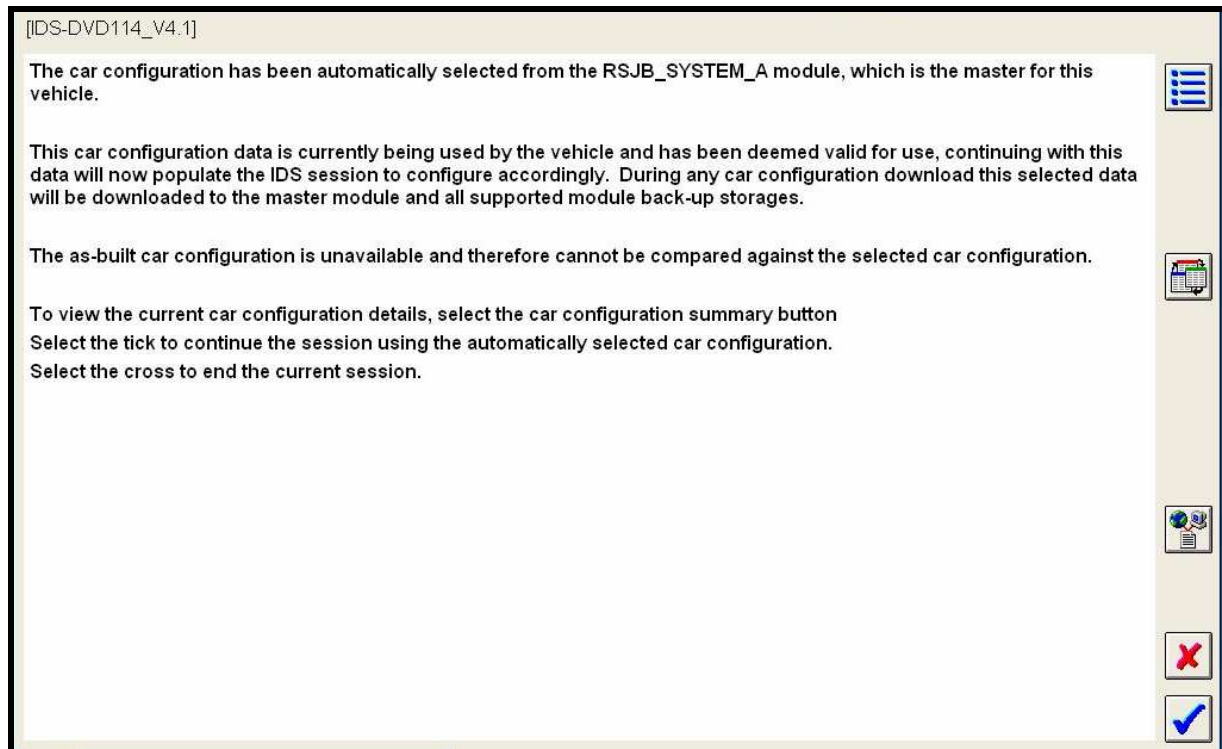 [IDS-DVD114_V4.1]
The car configuration has been automatically selected from the RSJB_SYSTEM_A module, which is the master for this
vehicle.
This car configuration data is currently being used by the vehicle and has been deemed valid for use, continuing with this
data will now populate the IDS session to configure accordingly.  During any car configuration download this selected data
will be downloaded to the master module and all supported module back-up storages.
The as-built car configuration is unavailable and therefore cannot be compared against the selected car configuration.
To view the current car configuration details, select the car configuration summary button
Select the tick to continue the session using the automatically selected car configuration.
Select the cross to end the current session.